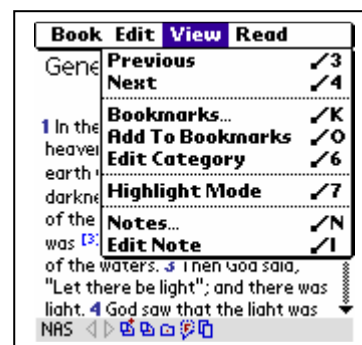 Book Edit View Read
Gene
Previous /3
Next /4
Bookmarks... /K
Add To Bookmarks /O
Edit Category /6
Highlight Mode /7
Notes... /N
Edit Note /I
1 In the
heaven
earth
darkne
of the
was [3]
of the waters. 3 Then God said,
"Let there be light"; and there was
light. 4 God saw that the light was
NAS